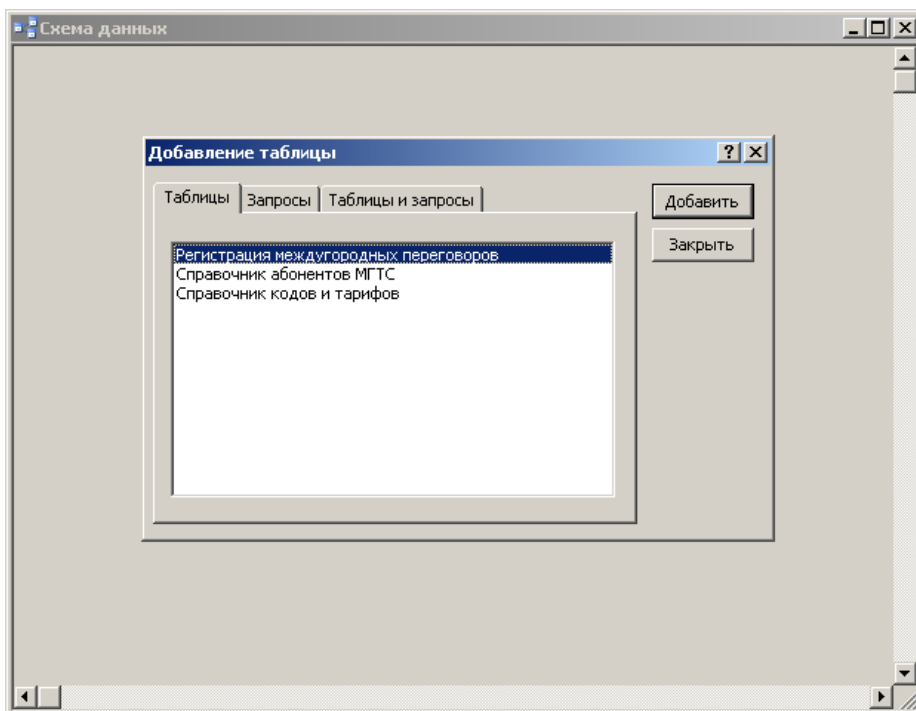 Схема данных
Добавление таблицы
?
Таблицы Запросы Таблицы и запросы
Добавить
Закрыть
Регистрация междугородных переговоров
Справочник абонентов МГТС
Справочник кодов и тарифов